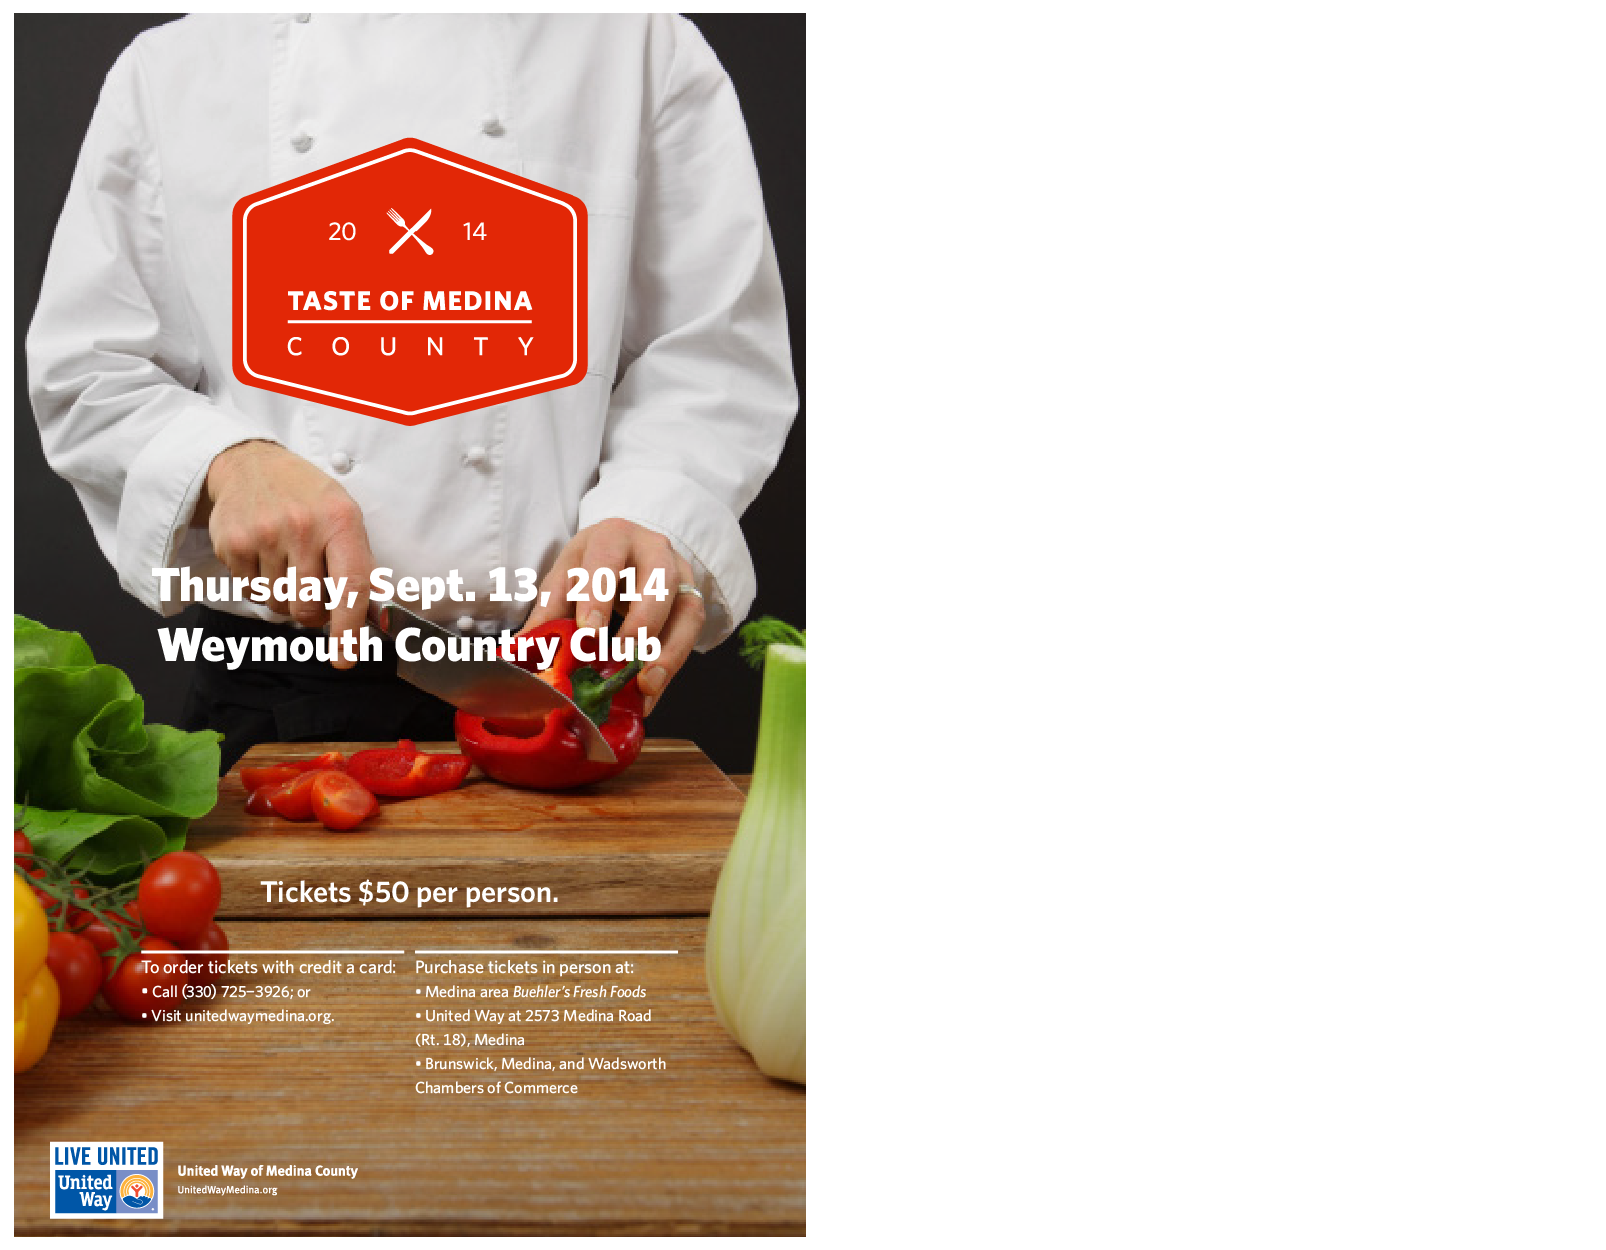 20 14
TASTE OF MEDINA
COUNTY
Thursday, Sept. 13, 2014
Weymouth Country Club
Tickets $50 per person.
To order tickets with credit a card:
• Call (330) 725–3926; or
• Visit unitedwaymedina.org.
Purchase tickets in person at:
• Medina area Buehler's Fresh Foods
• United Way at 2573 Medina Road
(Rt. 18), Medina
• Brunswick, Medina, and Wadsworth
Chambers of Commerce
LIVE UNITED
United
Way
United Way of Medina County
UnitedWayMedina.org